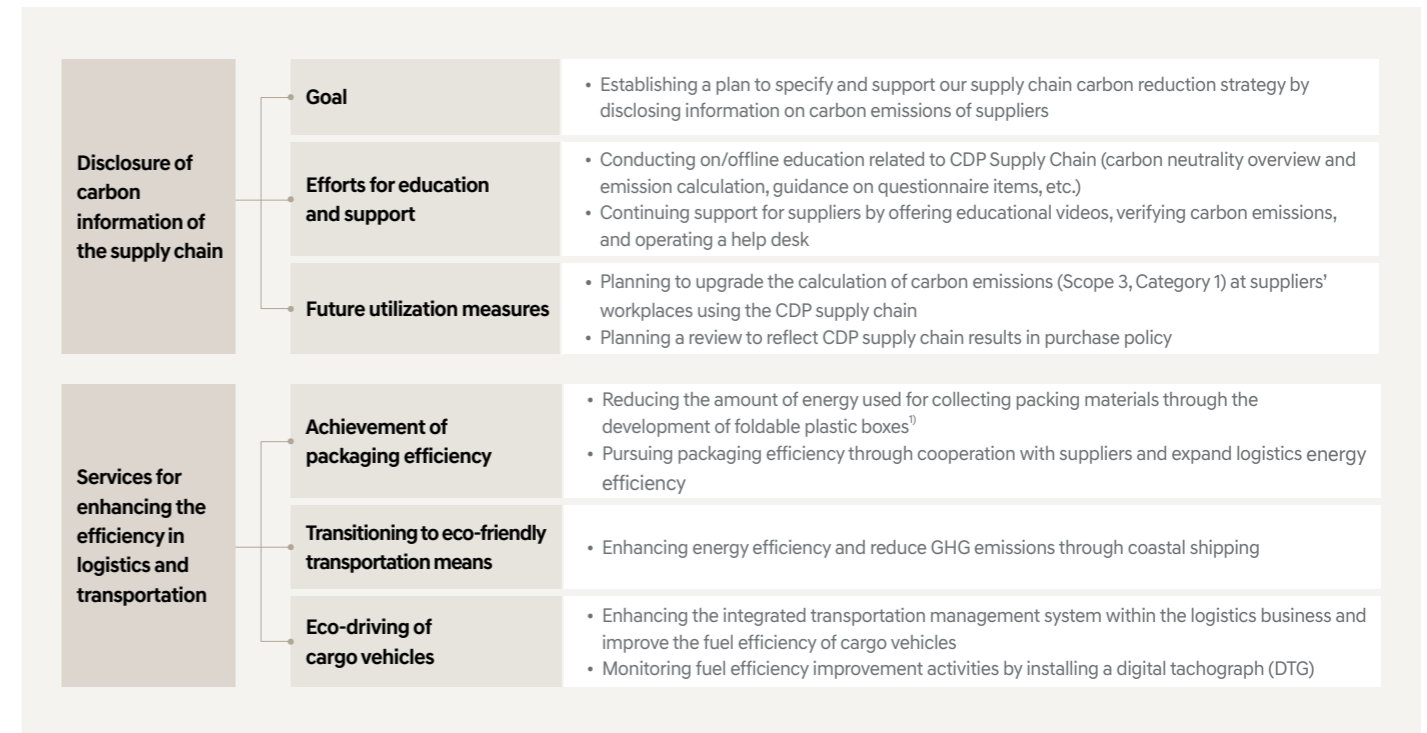 Disclosure of
carbon
information of
the supply chain
Goal
• Establishing a plan to specify and support our supply chain carbon reduction strategy by
disclosing information on carbon emissions of suppliers
Efforts for education
and support
• Conducting on/offline education related to CDP Supply Chain (carbon neutrality overview and
emission calculation, guidance on questionnaire items, etc.)
• Continuing support for suppliers by offering educational videos, verifying carbon emissions,
and operating a help desk
Future utilization measures
• Planning to upgrade the calculation of carbon emissions (Scope 3, Category 1) at suppliers’
workplaces using the CDP supply chain
• Planning a review to reflect CDP supply chain results in purchase policy
Services for
enhancing the
efficiency in
logistics and
transportation
Achievement of
packaging efficiency
• Reducing the amount of energy used for collecting packing materials through the
development of foldable plastic boxes1)
• Pursuing packaging efficiency through cooperation with suppliers and expand logistics energy
efficiency
Transitioning to eco-friendly
transportation means
• Enhancing energy efficiency and reduce GHG emissions through coastal shipping
Eco-driving of
cargo vehicles
• Enhancing the integrated transportation management system within the logistics business and
improve the fuel efficiency of cargo vehicles
• Monitoring fuel efficiency improvement activities by installing a digital tachograph (DTG)